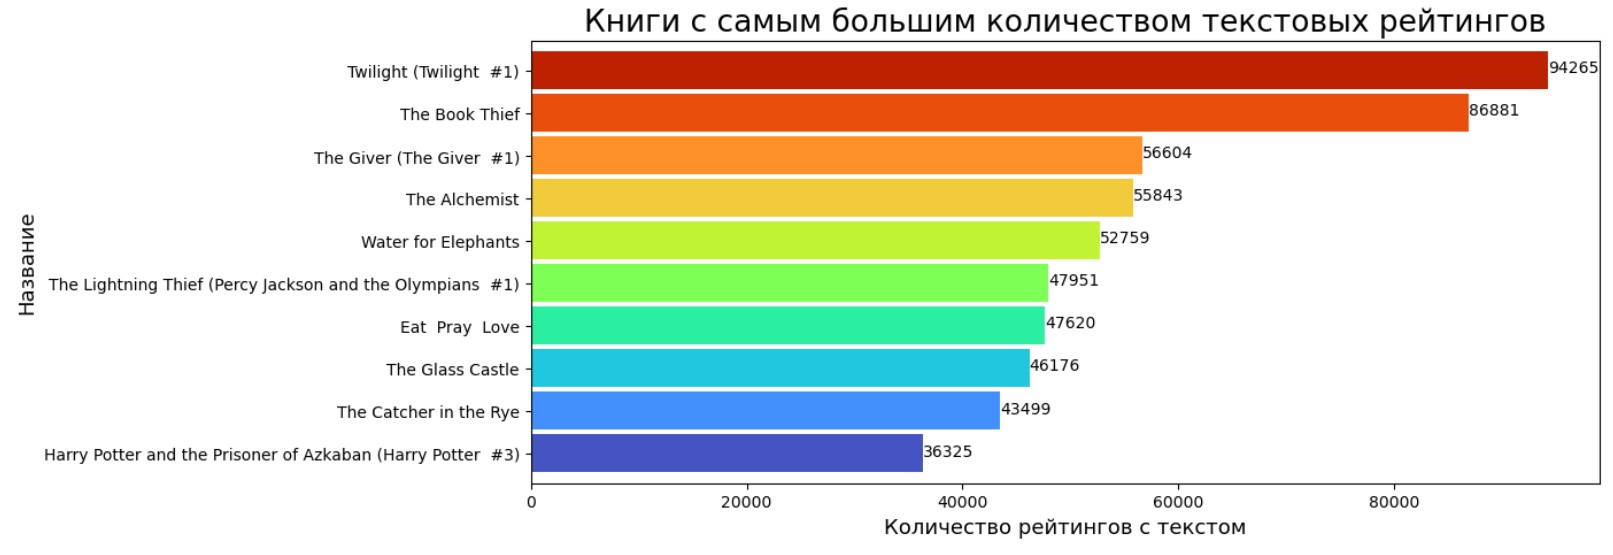 Книги с самым большим количеством текстовых рейтингов
Название
Twilight (Twilight  #1)
94265
The Book Thief
86881
The Giver (The Giver  #1)
56604
The Alchemist
55843
Water for Elephants
52759
The Lightning Thief (Percy Jackson and the Olympians  #1)
47951
Eat  Pray  Love
47620
The Glass Castle
46176
The Catcher in the Rye
43499
Harry Potter and the Prisoner of Azkaban (Harry Potter  #3)
36325
0 20000 40000 60000 80000
Количество рейтингов с текстом